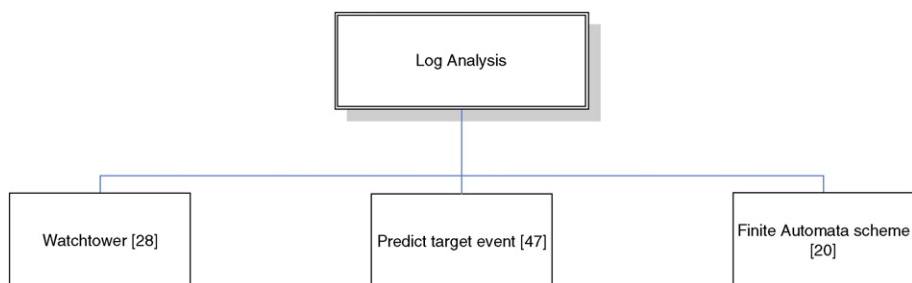 Log Analysis
Watchtower [28]
Predict target event [47]
Finite Automata scheme
[20]